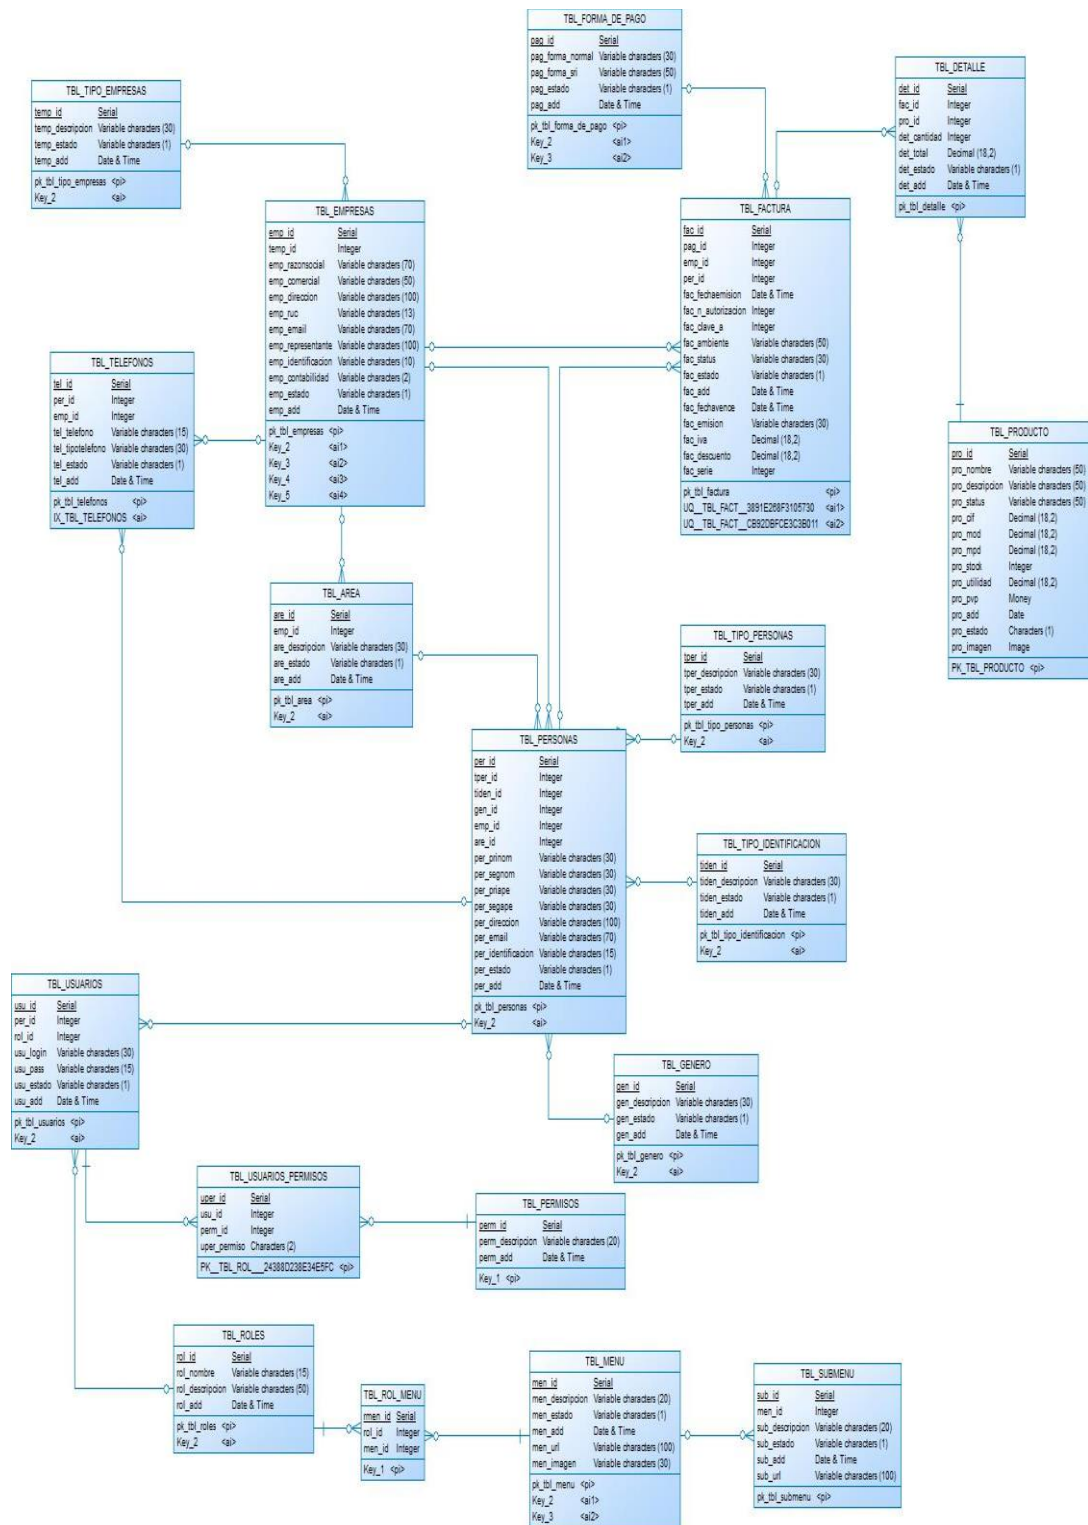 TBL_FORMA_DE_PAGO
pag_id Serial
pag_forma_normal Variable characters (30)
pag_forma_sri Variable characters (50)
pag_estado Variable characters (1)
pag_add Date & Time
pk_tbl_forma_de_pago <pi>
Key_2 <ai1>
Key_3 <ai2>
TBL_DETALLE
det_id Serial
fac_id Integer
pro_id Integer
det_cantidad Integer
det_total Decimal (18,2)
det_estado Variable characters (1)
det_add Date & Time
pk_tbl_detalle <pi>
TBL_TIPO_EMPRESAS
temp_id Serial
temp_descripcion Variable characters (30)
temp_estado Variable characters (1)
temp_add Date & Time
pk_tbl_tipo_empresas <pi>
Key_2 <ai>
TBL_EMPRESAS
emp_id Serial
temp_id Integer
emp_razonsocial Variable characters (70)
emp_comercial Variable characters (50)
emp_direccion Variable characters (100)
emp_ruc Variable characters (13)
emp_email Variable characters (70)
emp_representante Variable characters (100)
emp_identificacion Variable characters (10)
emp_contabilidad Variable characters (2)
emp_estado Variable characters (1)
emp_add Date & Time
pk_tbl_empresas <pi>
Key_2 <ai1>
Key_3 <ai2>
Key_4 <ai3>
Key_5 <ai4>
TBL_FACTURA
fac_id Serial
pag_id Integer
emp_id Integer
per_id Integer
fac_fechaemision Date & Time
fac_n_autorizacion Integer
fac_clave_a Integer
fac_ambiente Variable characters (50)
fac_status Variable characters (30)
fac_estado Variable characters (1)
fac_add Date & Time
fac_fechavence Date & Time
fac_emision Variable characters (30)
fac_iva Decimal (18,2)
fac_descuento Decimal (18,2)
fac_serie Integer
pk_tbl_factura <pi>
UQ__TBL_FACT__3891E268F3105730 <ai1>
UQ__TBL_FACT__CB92DBFCE3C3B011 <ai2>
TBL_TELEFONOS
tel_id Serial
per_id Integer
emp_id Integer
tel_telefono Variable characters (15)
tel_tipotelefono Variable characters (30)
tel_estado Variable characters (1)
tel_add Date & Time
pk_tbl_telefonos <pi>
IX_TBL_TELEFONOS <ai>
TBL_PRODUCTO
pro_id Serial
pro_nombre Variable characters (50)
pro_descripcion Variable characters (50)
pro_status Variable characters (50)
pro_cif Decimal (18,2)
pro_mod Decimal (18,2)
pro_mpd Decimal (18,2)
pro_stock Integer
pro_utilidad Decimal (18,2)
pro_pvp Money
pro_add Date
pro_estado Characters (1)
pro_imagen Image
PK_TBL_PRODUCTO <pi>
TBL_AREA
are_id Serial
emp_id Integer
are_descripcion Variable characters (30)
are_estado Variable characters (1)
are_add Date & Time
pk_tbl_area <pi>
Key_2 <ai>
TBL_TIPO_PERSONAS
tper_id Serial
tper_descripcion Variable characters (30)
tper_estado Variable characters (1)
tper_add Date & Time
pk_tbl_tipo_personas <pi>
Key_2 <ai>
TBL_PERSONAS
per_id Serial
tper_id Integer
tiden_id Integer
gen_id Integer
emp_id Integer
are_id Integer
per_prinom Variable characters (30)
per_segnom Variable characters (30)
per_priape Variable characters (30)
per_segape Variable characters (30)
per_direccion Variable characters (100)
per_email Variable characters (70)
per_identificacion Variable characters (15)
per_estado Variable characters (1)
per_add Date & Time
pk_tbl_personas <pi>
Key_2 <ai>
TBL_TIPO_IDENTIFICACION
tiden_id Serial
tiden_descripcion Variable characters (30)
tiden_estado Variable characters (1)
tiden_add Date & Time
pk_tbl_tipo_identificacion <pi>
Key_2 <ai>
TBL_USUARIOS
usu_id Serial
per_id Integer
rol_id Integer
usu_login Variable characters (30)
usu_pass Variable characters (15)
usu_estado Variable characters (1)
usu_add Date & Time
pk_tbl_usuarios <pi>
Key_2 <ai>
TBL_GENERO
gen_id Serial
gen_descripcion Variable characters (30)
gen_estado Variable characters (1)
gen_add Date & Time
pk_tbl_genero <pi>
Key_2 <ai>
TBL_USUARIOS_PERMISOS
uper_id Serial
usu_id Integer
perm_id Integer
uper_permiso Characters (2)
PK__TBL_ROL___24388D238E34E5FC <pi>
TBL_PERMISOS
perm_id Serial
perm_descripcion Variable characters (20)
perm_add Date & Time
Key_1 <pi>
TBL_ROLES
rol_id Serial
rol_nombre Variable characters (15)
rol_descripcion Variable characters (50)
rol_add Date & Time
pk_tbl_roles <pi>
Key_2 <ai>
TBL_ROL_MENU
rmen_id Serial
rol_id Integer
men_id Integer
Key_1 <pi>
TBL_MENU
men_id Serial
men_descripcion Variable characters (20)
men_estado Variable characters (1)
men_add Date & Time
men_url Variable characters (100)
men_imagen Variable characters (30)
pk_tbl_menu <pi>
Key_2 <ai1>
Key_3 <ai2>
TBL_SUBMENU
sub_id Serial
men_id Integer
sub_descripcion Variable characters (20)
sub_estado Variable characters (1)
sub_add Date & Time
sub_url Variable characters (100)
pk_tbl_submenu <pi>